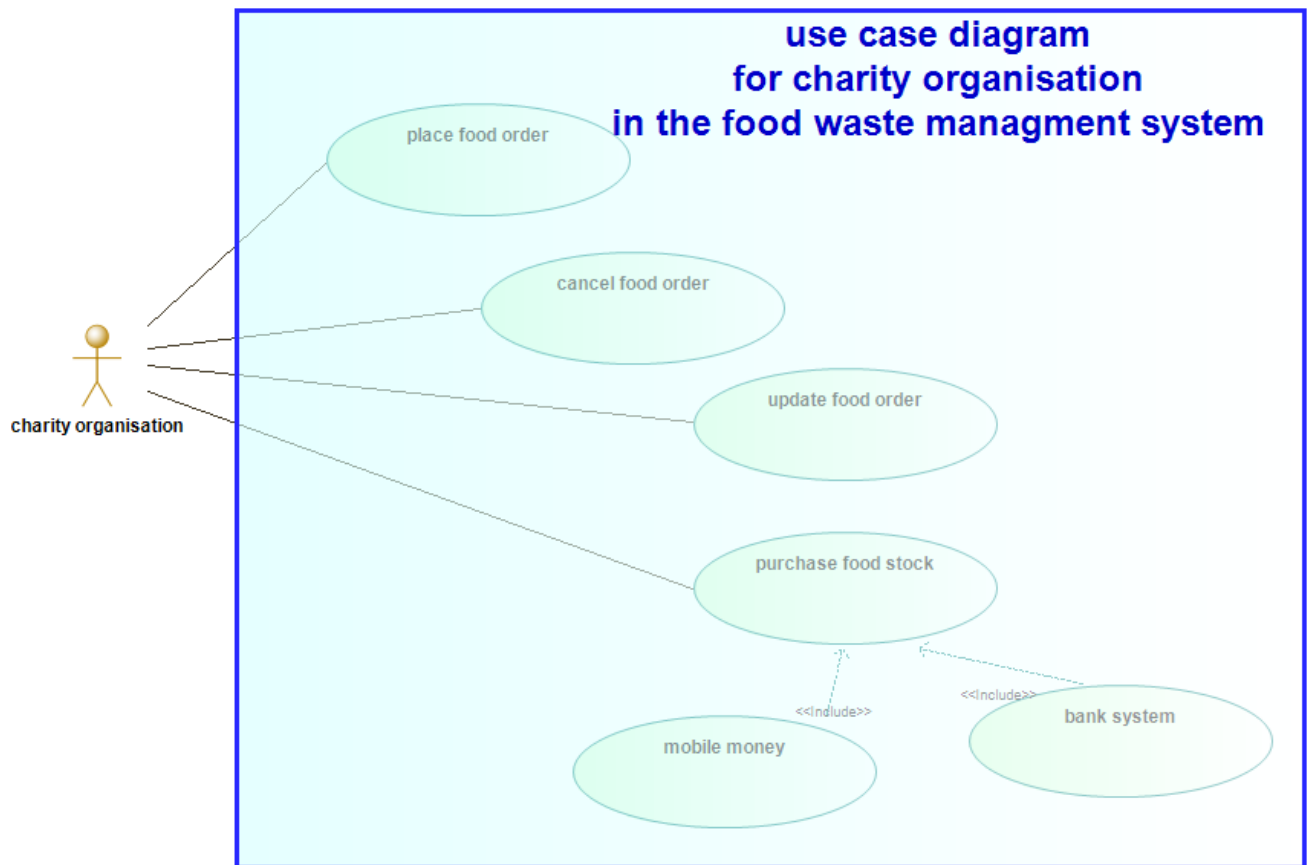 use case diagram
for charity organisation
in the food waste managment system
place food order
cancel food order
update food order
charity organisation
purchase food stock
<<Include>>
<<Include>>
bank system
mobile money